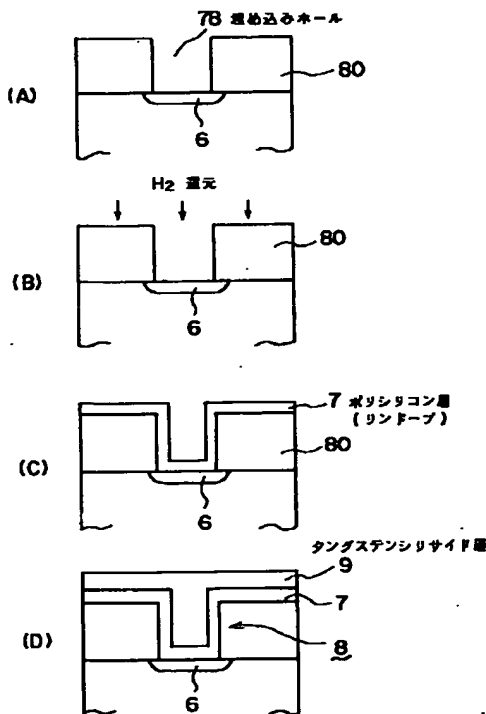 78 埋め込みホール
80
(A)
6
H2 還元
80
(B)
6
7 ポリシリコン層
(リンドープ)
80
(C)
6
タングステンシリサイド層
9
7
(D)
8
6